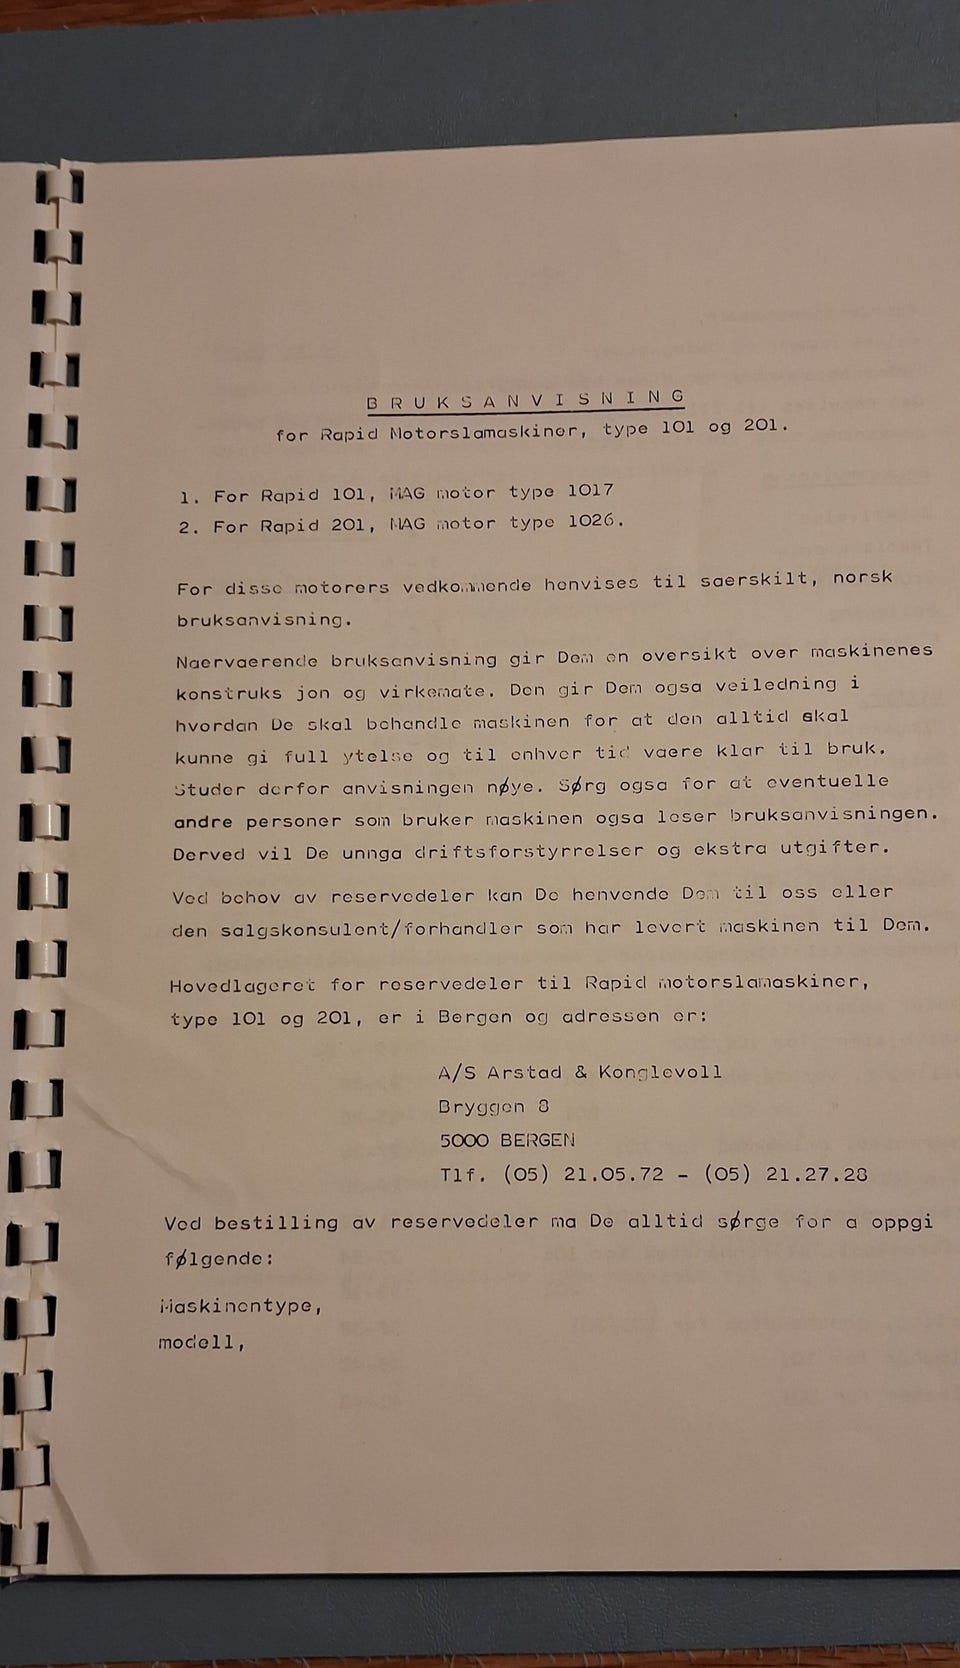 BRUKSANVISNING
for Rapid Motorslamaskiner, type 101 og 201.
1. For Rapid 101, MAG motor type 1017
2. For Rapid 201, MAG motor type 1026.
For disse motorers vedkommende henvises til saerskilt, norsk
bruksanvisning.
Naervaerende bruksanvisning gir Dem en oversikt over maskinenes
konstruks jon og virkemate. Den gir Dem ogsa veiledning i
hvordan De skal behandle maskinen for at den alltid skal
kunne gi full ytelse og til enhver tid vaere klar til bruk.
Studer derfor anvisningen nøye. Sørg ogsa for at eventuelle
andre personer som bruker maskinen ogsa leser bruksanvisningen.
Derved vil De unnga driftsforstyrrelser og ekstra utgifter.
Ved behov av reservedeler kan De henvende Dem til oss eller
den salgskonsulent/forhandler som har levert maskinen til Dem.
Hovedlageret for reservedeler til Rapid motorslamaskiner,
type 101 og 201, er i Bergen og adressen er:
A/S Arstad & Konglevoll
Bryggen 8
5000 BERGEN
Tlf. (05) 21.05.72 - (05) 21.27.28
Ved bestilling av reservedeler ma De alltid sørge for a oppgi
følgende:
Maskinentype,
modell,